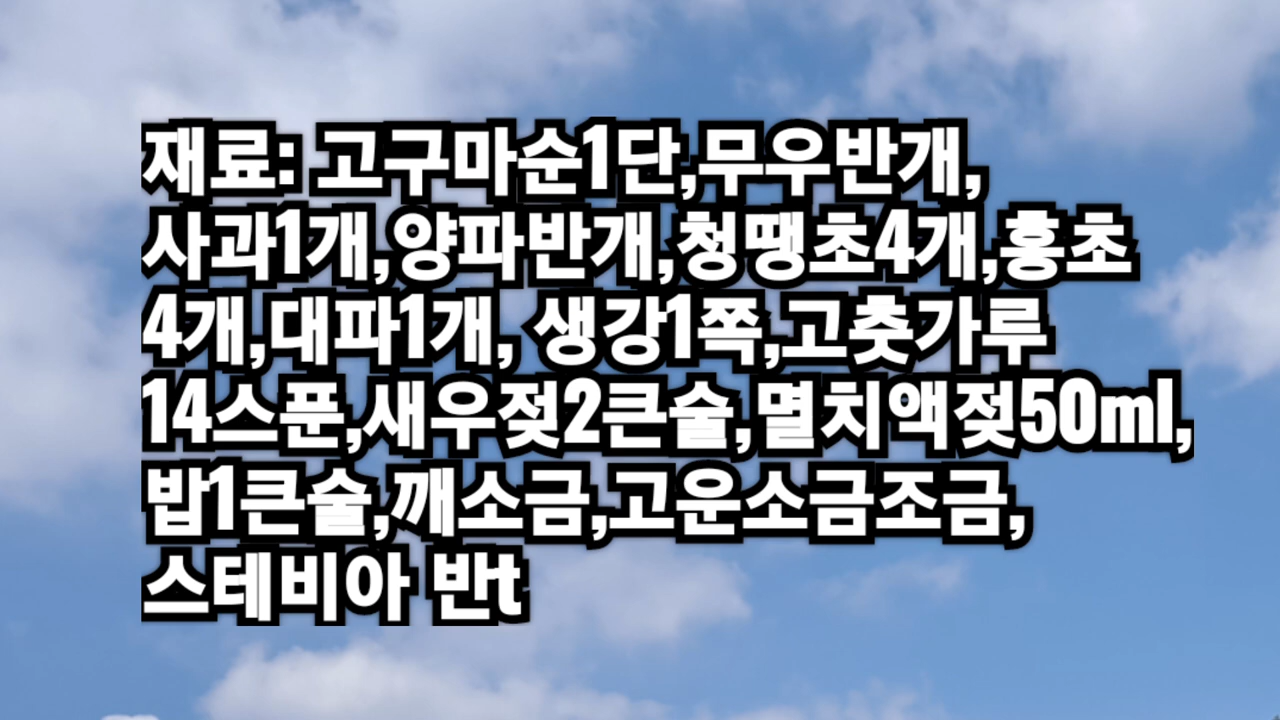 재료: 고구마순1단,무우반개,
사과1개,양파반개,청땡초4개,홍초
4개,대파1개, 생강1쪽,고춧가루
14스푼,새우젖2큰술,멸치액젖50ml,
밥1큰술,깨소금,고운소금조금,
스테비아 반t